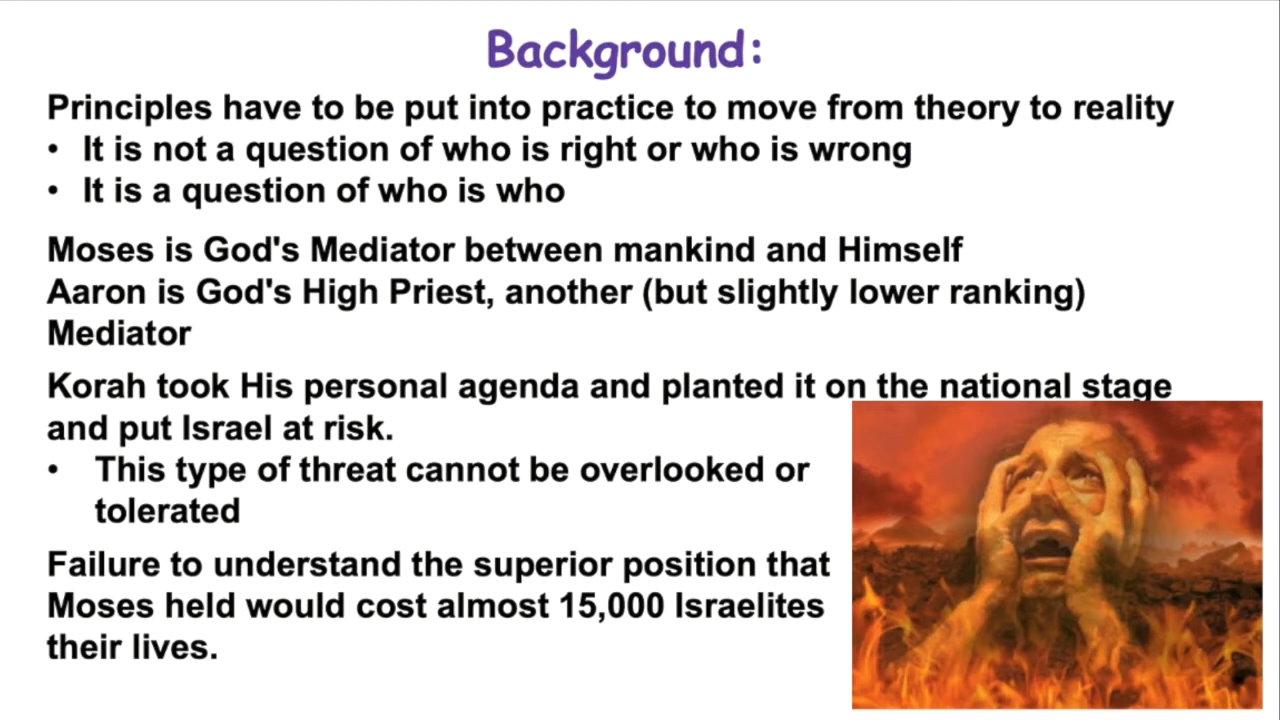 Background:
Principles have to be put into practice to move from theory to reality
• It is not a question of who is right or who is wrong
• It is a question of who is who
Moses is God's Mediator between mankind and Himself
Aaron is God's High Priest, another (but slightly lower ranking)
Mediator
Korah took His personal agenda and planted it on the national stage
and put Israel at risk.
• This type of threat cannot be overlooked or
tolerated
Failure to understand the superior position that
Moses held would cost almost 15,000 Israelites
their lives.